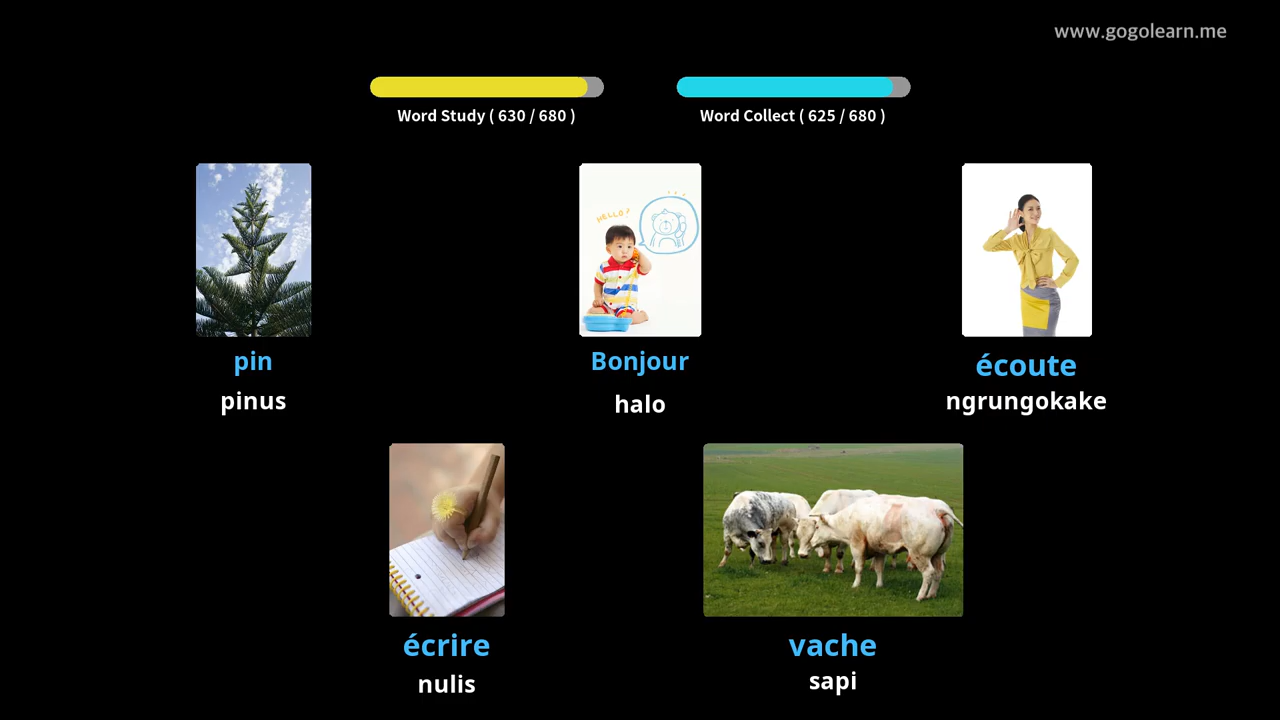 www.gogolearn.me
Word Study ( 630 / 680 )
Word Collect ( 625 / 680 )
HELLO?
pin
pinus
Bonjour
halo
écoute
ngrungokake
écrire
nulis
vache
sapi